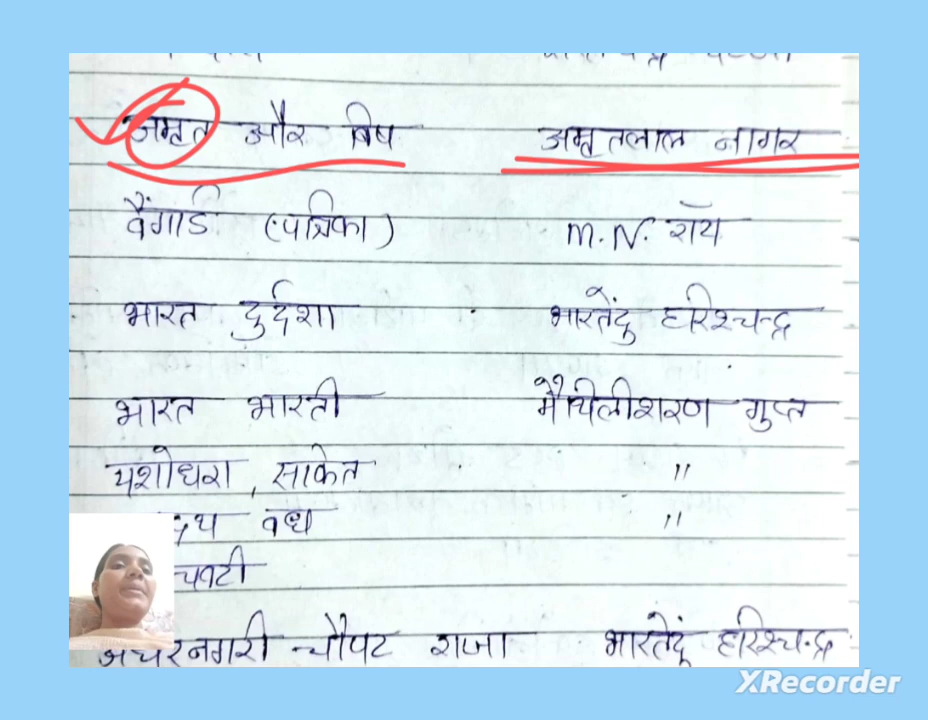 अमृत और विष अमृतलाल नागर
वैंगार्ड (पत्रिका) M.N. रॉय
भारत दुर्दशा भारतेंदु हरिश्चन्द्र
भारत भारती मैथिलीशरण गुप्त
यशोधरा, साकेत "
वध "
चवटी
अंधेरनगरी चौपट राजा भारतेंदु हरिश्चन्द्र
XRecorder